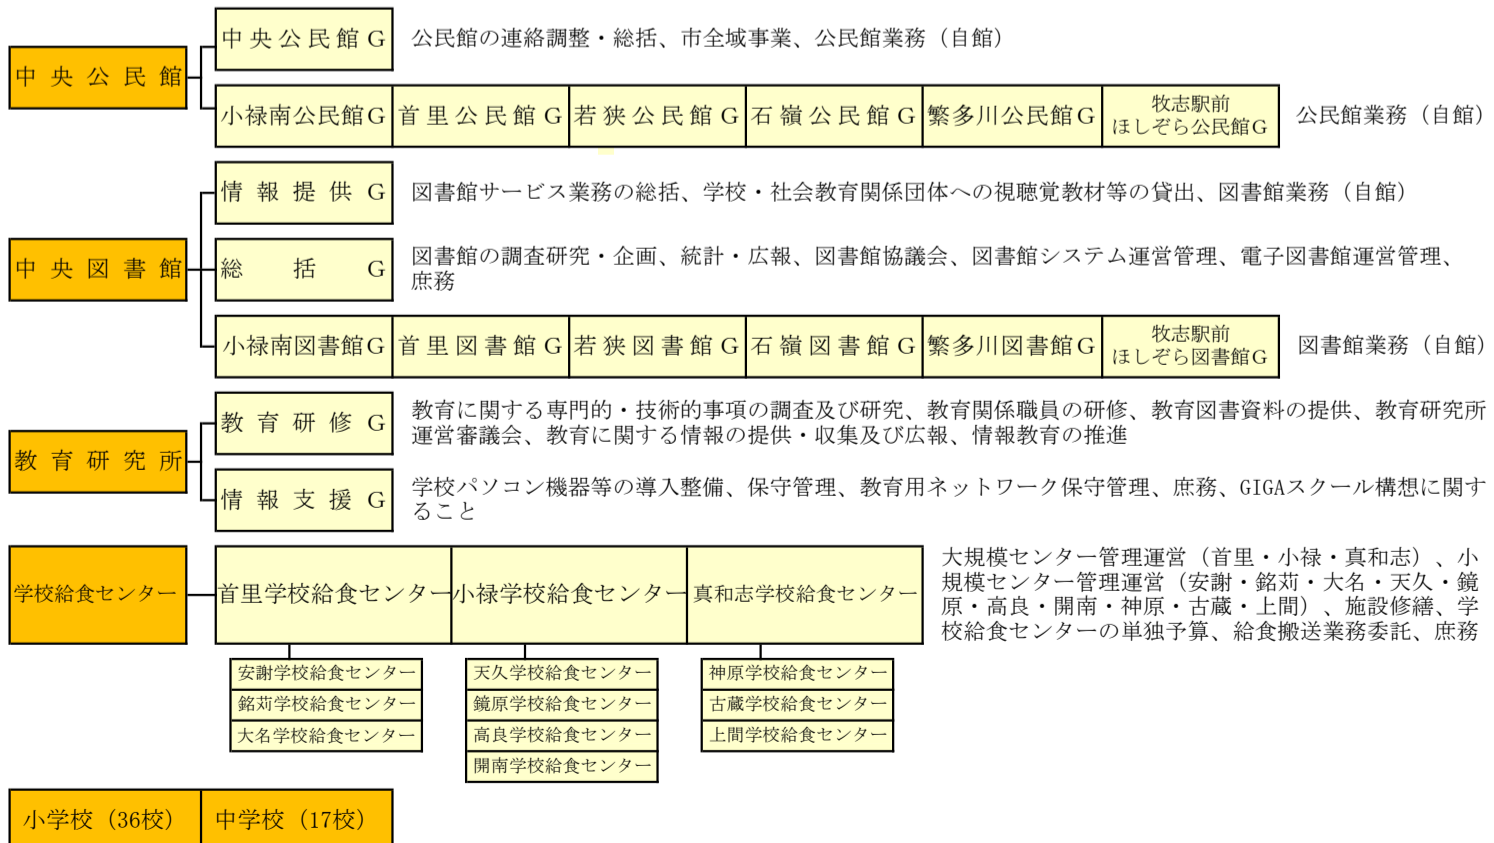 中央公民館
中央公民館G
公民館の連絡調整・総括、市全域事業、公民館業務（自館）
小禄南公民館G
首里公民館G
若狭公民館G
石嶺公民館G
繁多川公民館G
牧志駅前
ほしぞら公民館G
公民館業務（自館）
中央図書館
情報提供G
図書館サービス業務の総括、学校・社会教育関係団体への視聴覚教材等の貸出、図書館業務（自館）
総括G
図書館の調査研究・企画、統計・広報、図書館協議会、図書館システム運営管理、電子図書館運営管理、
庶務
小禄南図書館G
首里図書館G
若狭図書館G
石嶺図書館G
繁多川図書館G
牧志駅前
ほしぞら図書館G
図書館業務（自館）
教育研究所
教育研修G
教育に関する専門的・技術的事項の調査及び研究、教育関係職員の研修、教育図書資料の提供、教育研究所
運営審議会、教育に関する情報の提供・収集及び広報、情報教育の推進
情報支援G
学校パソコン機器等の導入整備、保守管理、教育用ネットワーク保守管理、庶務、GIGAスクール構想に関す
ること
学校給食センター
首里学校給食センター
小禄学校給食センター
真和志学校給食センター
大規模センター管理運営（首里・小禄・真和志）、小
規模センター管理運営（安謝・銘苅・大名・天久・鏡
原・高良・開南・神原・古蔵・上間）、施設修繕、学
校給食センターの単独予算、給食搬送業務委託、庶務
安謝学校給食センター
銘苅学校給食センター
大名学校給食センター
天久学校給食センター
鏡原学校給食センター
高良学校給食センター
開南学校給食センター
神原学校給食センター
古蔵学校給食センター
上間学校給食センター
小学校（36校）
中学校（17校）